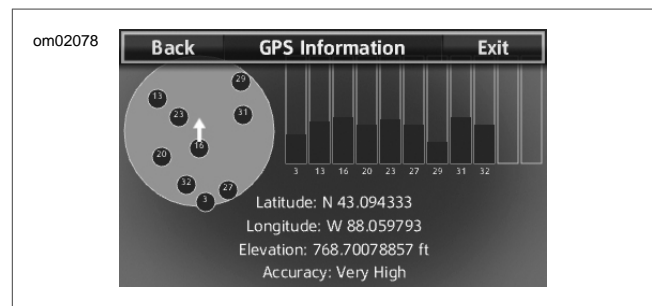 om02078
Back GPS Information Exit
29
13
23
31
16
20
32
27
3
3 13 16 20 23 27 29 31 32
Latitude: N 43.094333
Longitude: W 88.059793
Elevation: 768.70078857 ft
Accuracy: Very High